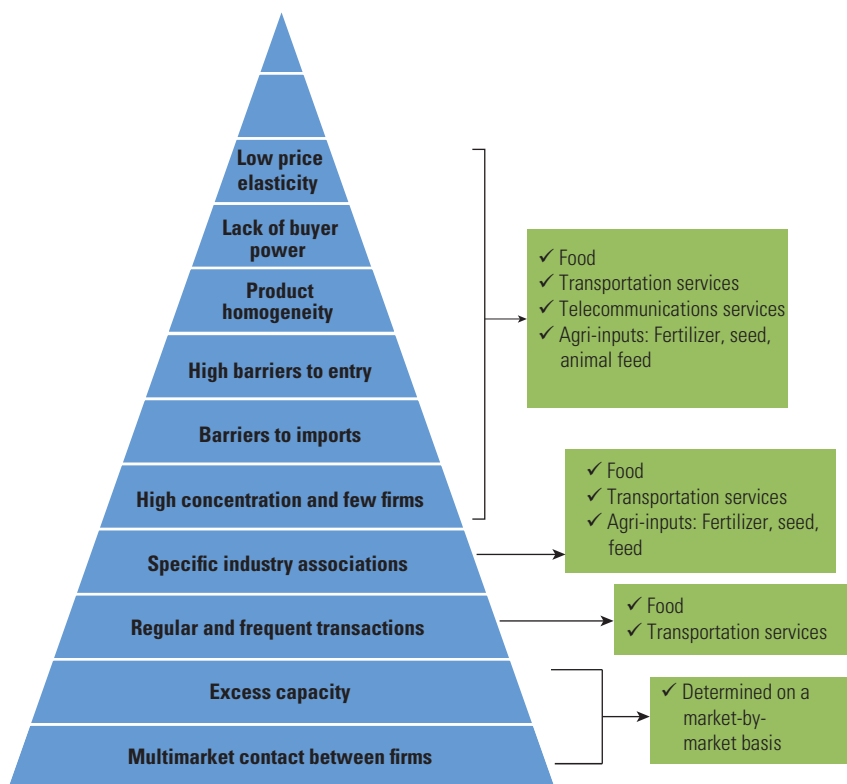 Low price
elasticity
Lack of buyer
power
Product
homogeneity
High barriers to entry
Barriers to imports
High concentration and few firms
Specific industry associations
Regular and frequent transactions
Excess capacity
Multimarket contact between firms
✓ Food
✓ Transportation services
✓ Telecommunications services
✓ Agri-inputs: Fertilizer, seed,
animal feed
✓ Food
✓ Transportation services
✓ Agri-inputs: Fertilizer, seed,
feed
✓ Food
✓ Transportation services
✓ Determined on a
market-by-
market basis